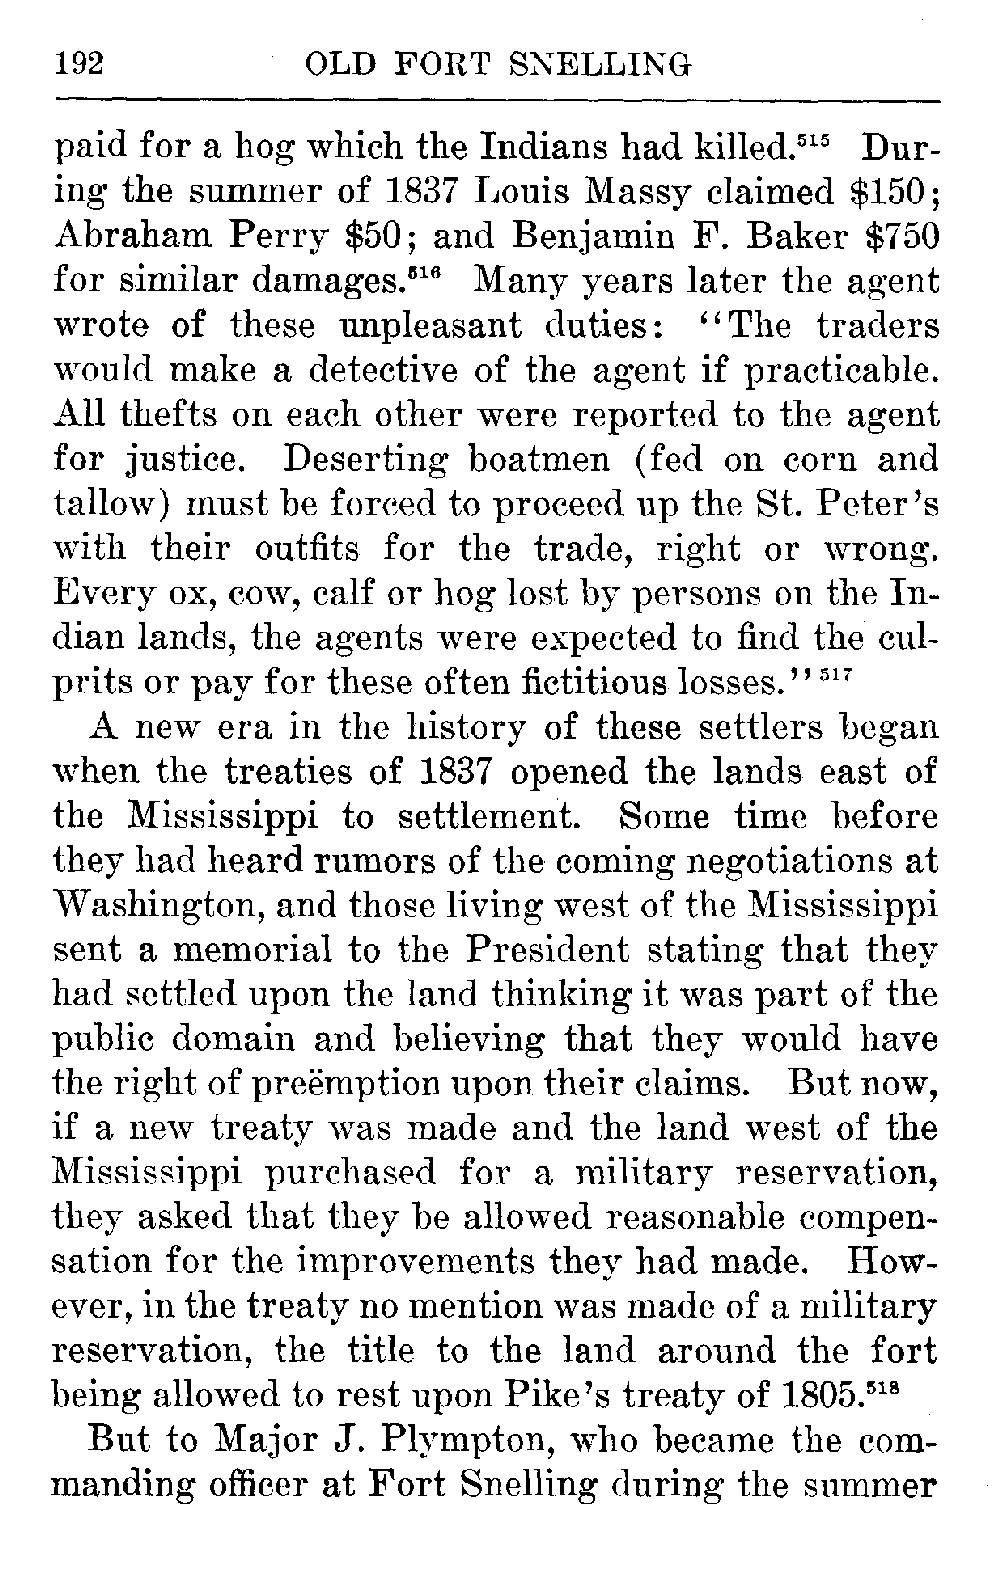 192 OLD FORT SNELLING
paid for a hog which the Indians had killed.⁵¹⁵ Dur-
ing the summer of 1837 Louis Massy claimed $150;
Abraham Perry $50; and Benjamin F. Baker $750
for similar damages.⁵¹⁶ Many years later the agent
wrote of these unpleasant duties: “The traders
would make a detective of the agent if practicable.
All thefts on each other were reported to the agent
for justice. Deserting boatmen (fed on corn and
tallow) must be forced to proceed up the St. Peter's
with their outfits for the trade, right or wrong.
Every ox, cow, calf or hog lost by persons on the In-
dian lands, the agents were expected to find the cul-
prits or pay for these often fictitious losses.” ⁵¹⁷
A new era in the history of these settlers began
when the treaties of 1837 opened the lands east of
the Mississippi to settlement. Some time before
they had heard rumors of the coming negotiations at
Washington, and those living west of the Mississippi
sent a memorial to the President stating that they
had settled upon the land thinking it was part of the
public domain and believing that they would have
the right of preëmption upon their claims. But now,
if a new treaty was made and the land west of the
Mississippi purchased for a military reservation,
they asked that they be allowed reasonable compen-
sation for the improvements they had made. How-
ever, in the treaty no mention was made of a military
reservation, the title to the land around the fort
being allowed to rest upon Pike's treaty of 1805.⁵¹⁸
But to Major J. Plympton, who became the com-
manding officer at Fort Snelling during the summer